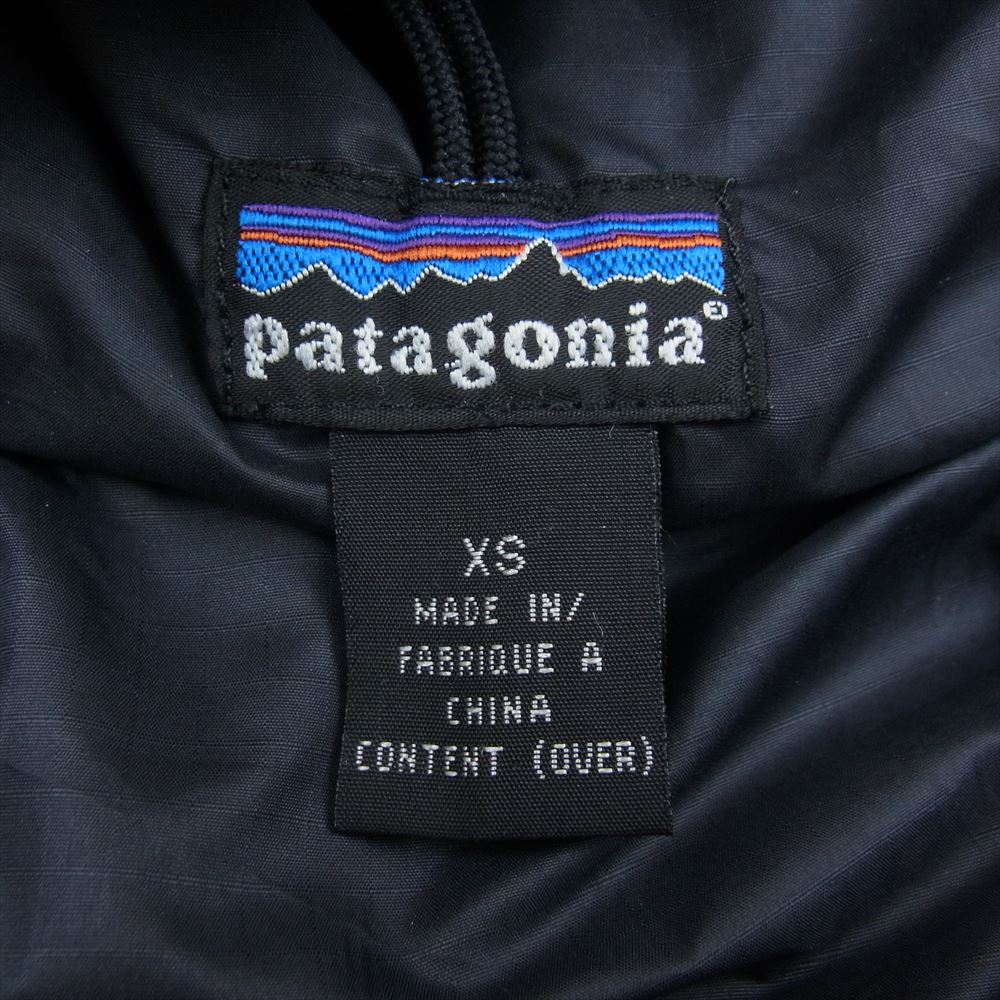 patagonia®
XS
MADE IN/
FABRIQUE A
CHINA
CONTENT (OVER)